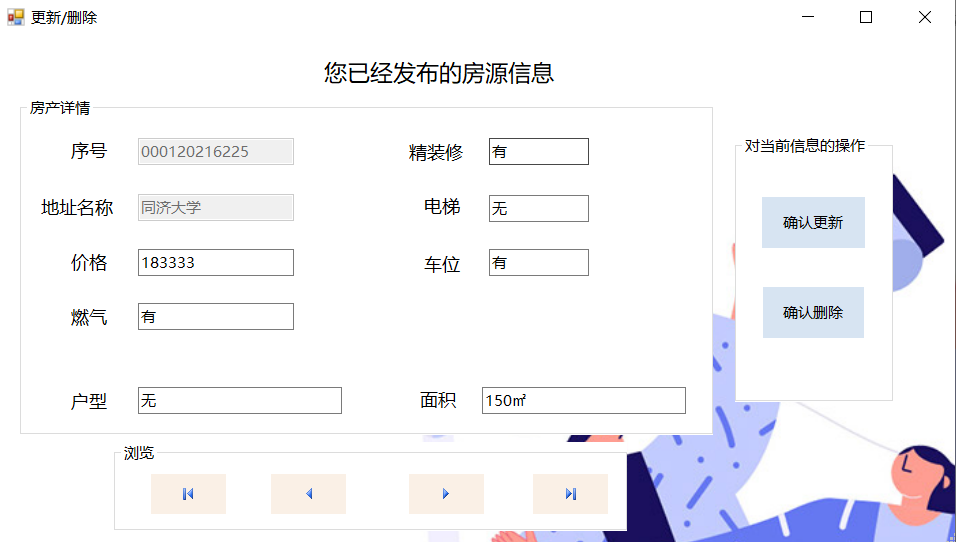 更新/删除
您已经发布的房源信息
房产详情
序号 000120216225 精装修 有
地址名称 同济大学 电梯 无
价格 183333 车位 有
燃气 有
户型 无 面积 150㎡
对当前信息的操作
确认更新
确认删除
浏览